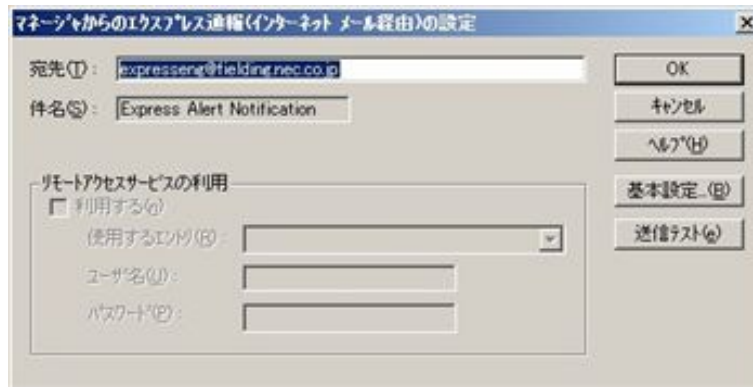 マネージャからのエクスプレス通報(インターネット メール経由)の設定
宛先(T): expresseng@fielding.nec.co.jp
OK
件名(S): Express Alert Notification
キャンセル
ヘルプ(H)
リモートアクセスサービスの利用
基本設定...(B)
利用する(a)
使用するエントリ(R):
送信テスト(e)
ユーザ名(U):
パスワード(P):